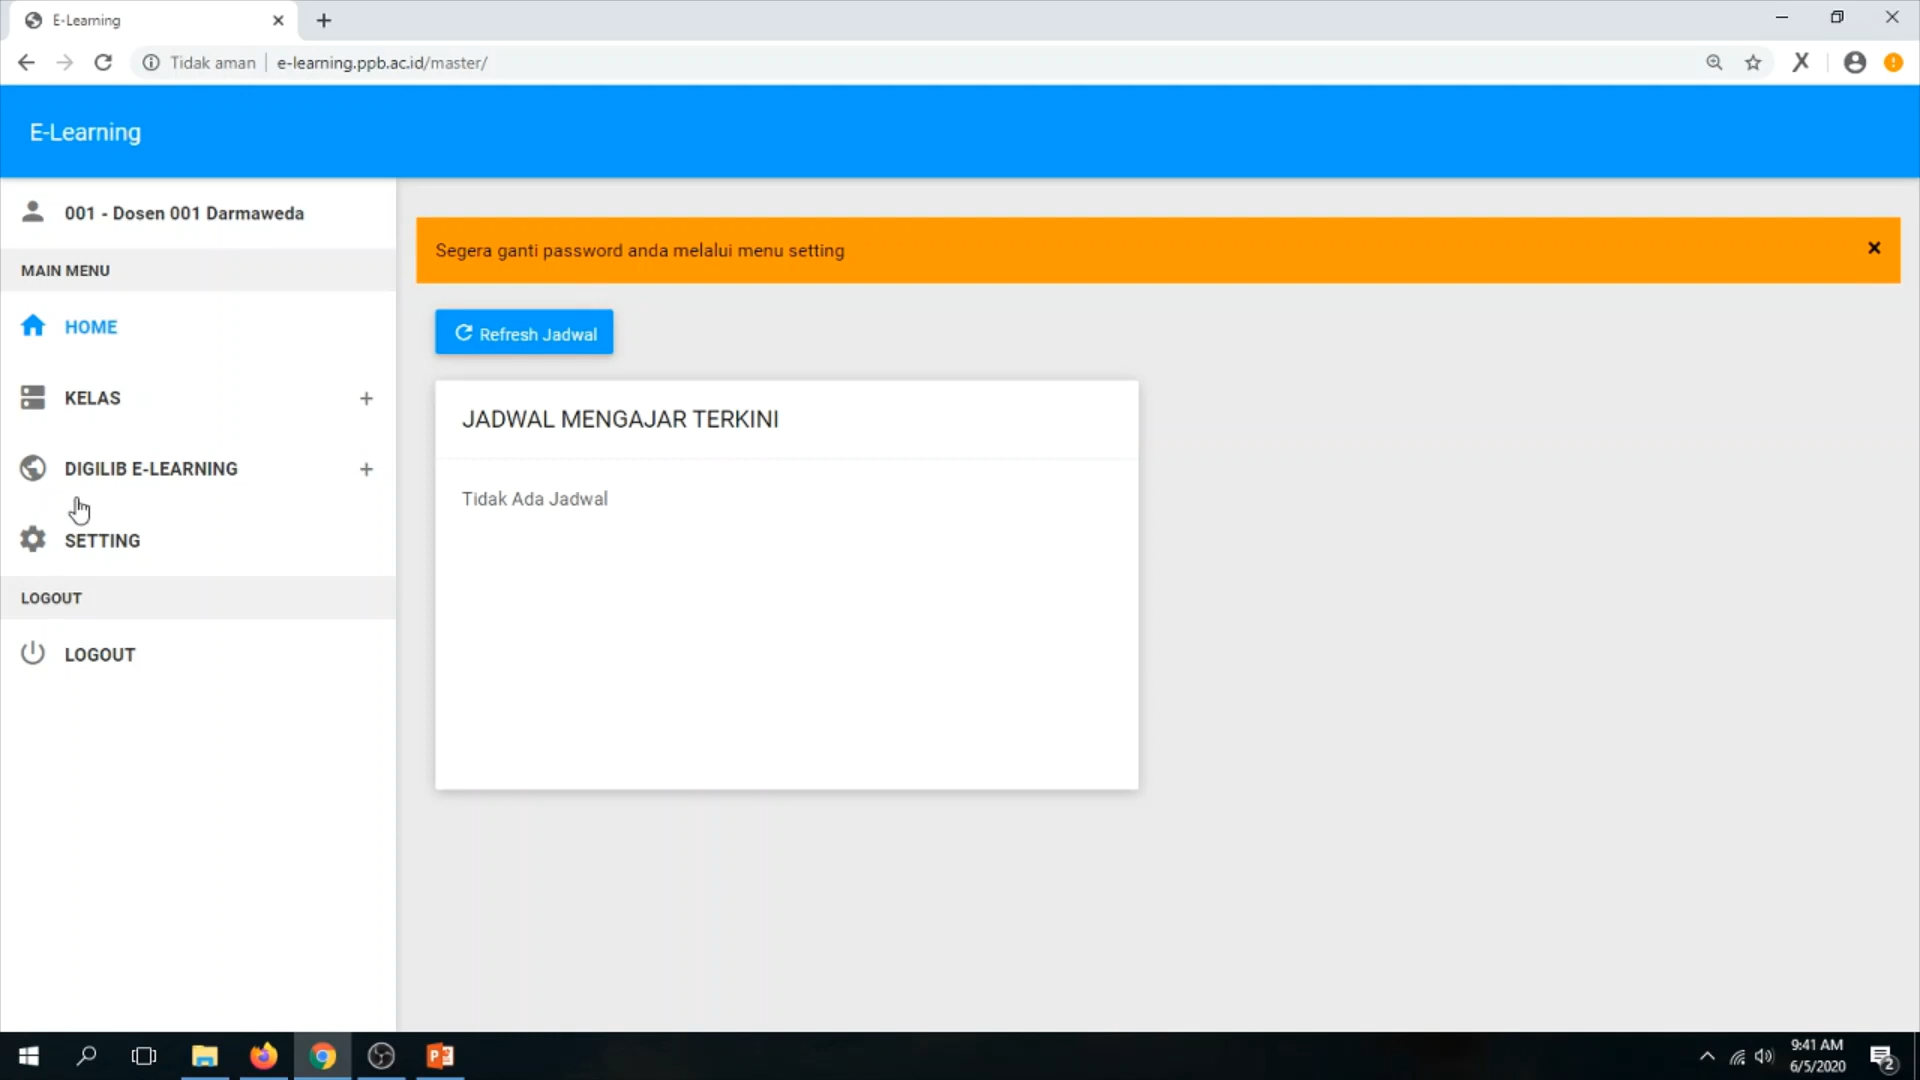 E-Learning
Tidak aman
e-learning.ppb.ac.id/master/
E-Learning
001 - Dosen 001 Darmaweda
MAIN MENU
HOME
KELAS
DIGILIB E-LEARNING
SETTING
LOGOUT
LOGOUT
Segera ganti password anda melalui menu setting
Refresh Jadwal
JADWAL MENGAJAR TERKINI
Tidak Ada Jadwal
9:41 AM
6/5/2020
2